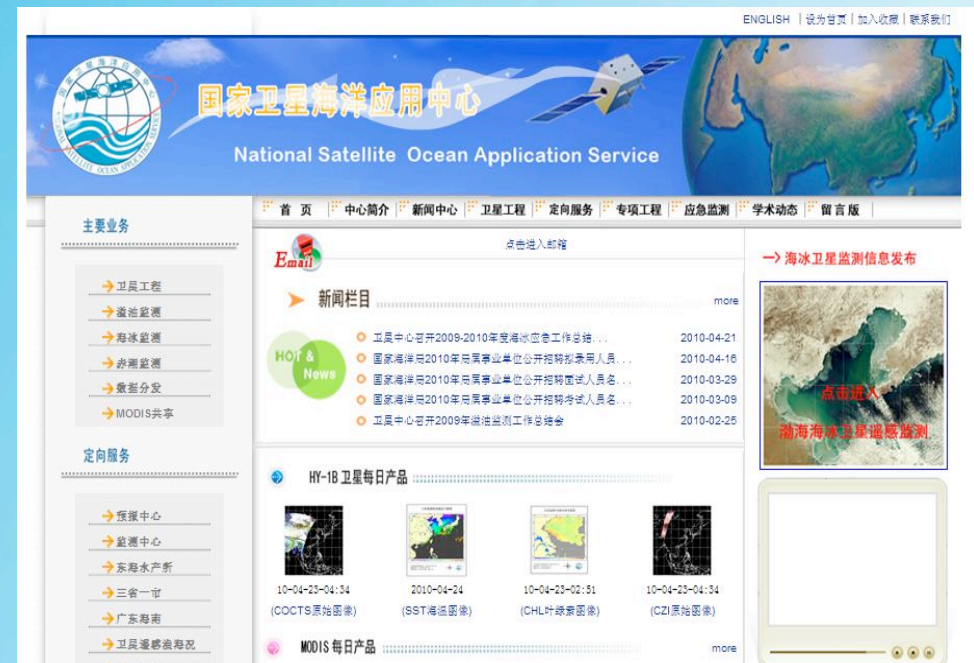 ENGLISH | 设为首页 | 加入收藏 | 联系我们
国家卫星海洋应用中心
NATIONAL SATELLITE OCEAN APPLICATION SERVICE
国家卫星海洋应用中心
National Satellite Ocean Application Service
首 页 中心简介 新闻中心 卫星工程 定向服务 专项工程 应急监测 学术动态 留言版
主要业务
卫星工程
溢油监测
海冰监测
赤潮监测
数据分发
MODIS共享
定向服务
预报中心
监测中心
东海水产所
三省一市
广东海南
卫星遥感渔海况
Email
点击进入邮箱
新闻栏目
more
HOT &
News
卫星中心召开2009-2010年度海冰应急工作总结... 2010-04-21
国家海洋局2010年局属事业单位公开招聘拟录用人员... 2010-04-16
国家海洋局2010年局属事业单位公开招聘面试人员名... 2010-03-29
国家海洋局2010年局属事业单位公开招聘考试人员名... 2010-03-09
卫星中心召开2009年溢油监测工作总结会 2010-02-25
HY-1B 卫星每日产品
10-04-23-04:34 2010-04-24 10-04-23-02:51 10-04-23-04:34
(COCTS原始图像) (SST海温图像) (CHL叶绿素图像) (CZI原始图像)
MODIS 每日产品
more
海冰卫星监测信息发布
点击进入
渤海海冰卫星遥感监测